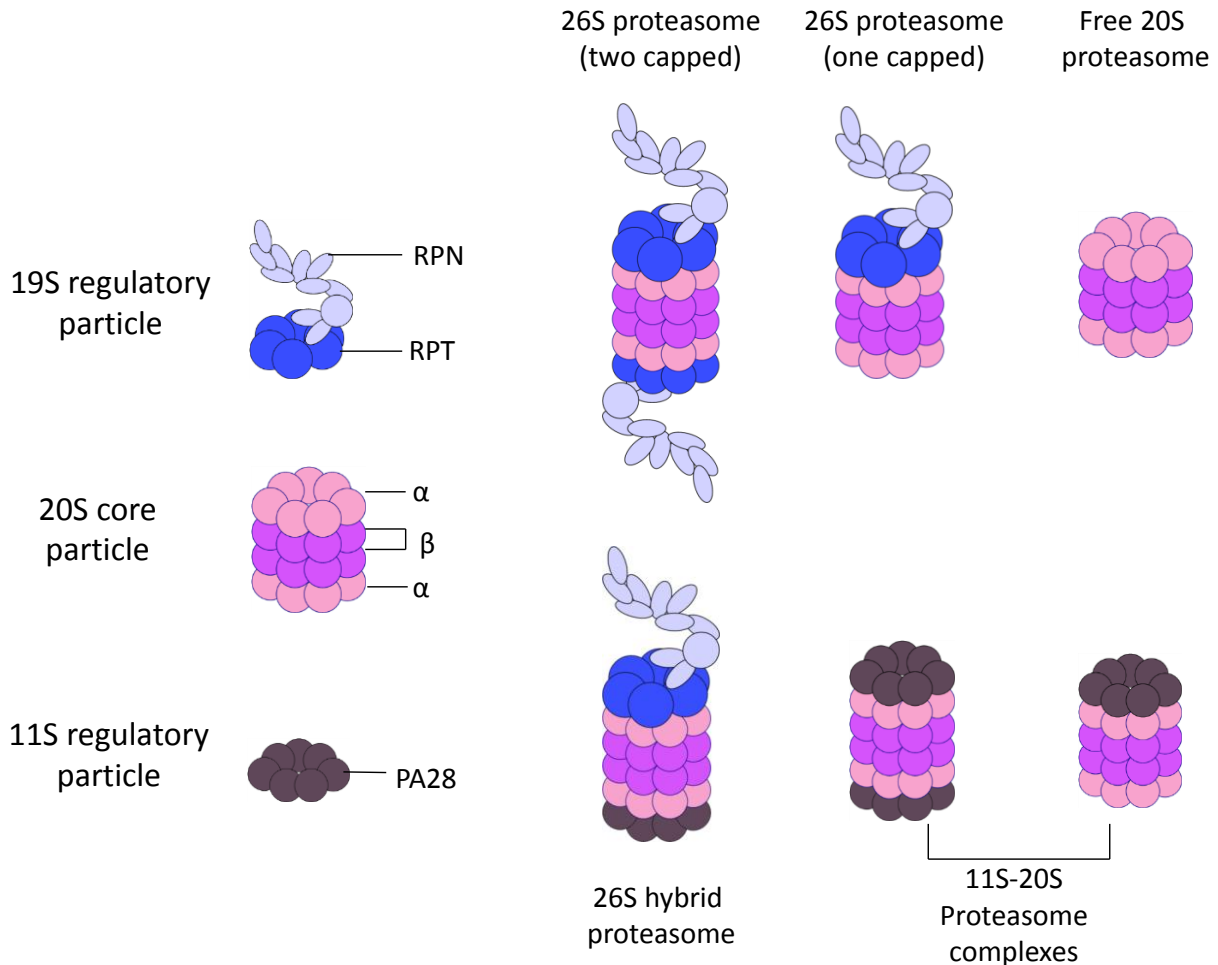 26S proteasome
(two capped)
26S proteasome
(one capped)
Free 20S
proteasome
19S regulatory
particle
RPN
RPT
20S core
particle
α
β
α
11S regulatory
particle
PA28
26S hybrid
proteasome
11S-20S
Proteasome
complexes